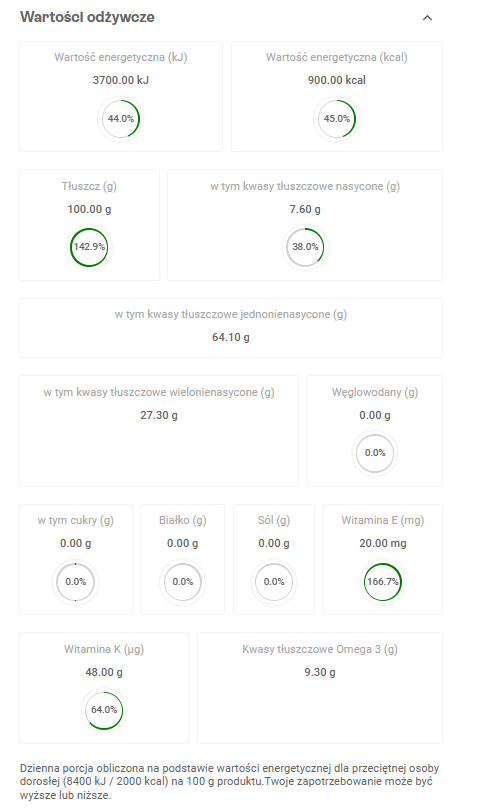 Wartości odżywcze
Wartość energetyczna (kJ)
3700.00 kJ
44.0%
Wartość energetyczna (kcal)
900.00 kcal
45.0%
Tłuszcz (g)
100.00 g
142.9%
w tym kwasy tłuszczowe nasycone (g)
7.60 g
38.0%
w tym kwasy tłuszczowe jednonienasycone (g)
64.10 g
w tym kwasy tłuszczowe wielonienasycone (g)
27.30 g
Węglowodany (g)
0.00 g
0.0%
w tym cukry (g)
0.00 g
0.0%
Białko (g)
0.00 g
0.0%
Sól (g)
0.00 g
0.0%
Witamina E (mg)
20.00 mg
166.7%
Witamina K (µg)
48.00 g
64.0%
Kwasy tłuszczowe Omega 3 (g)
9.30 g
Dzienna porcja obliczona na podstawie wartości energetycznej dla przeciętnej osoby
dorosłej (8400 kJ / 2000 kcal) na 100 g produktu.Twoje zapotrzebowanie może być
wyższe lub niższe.